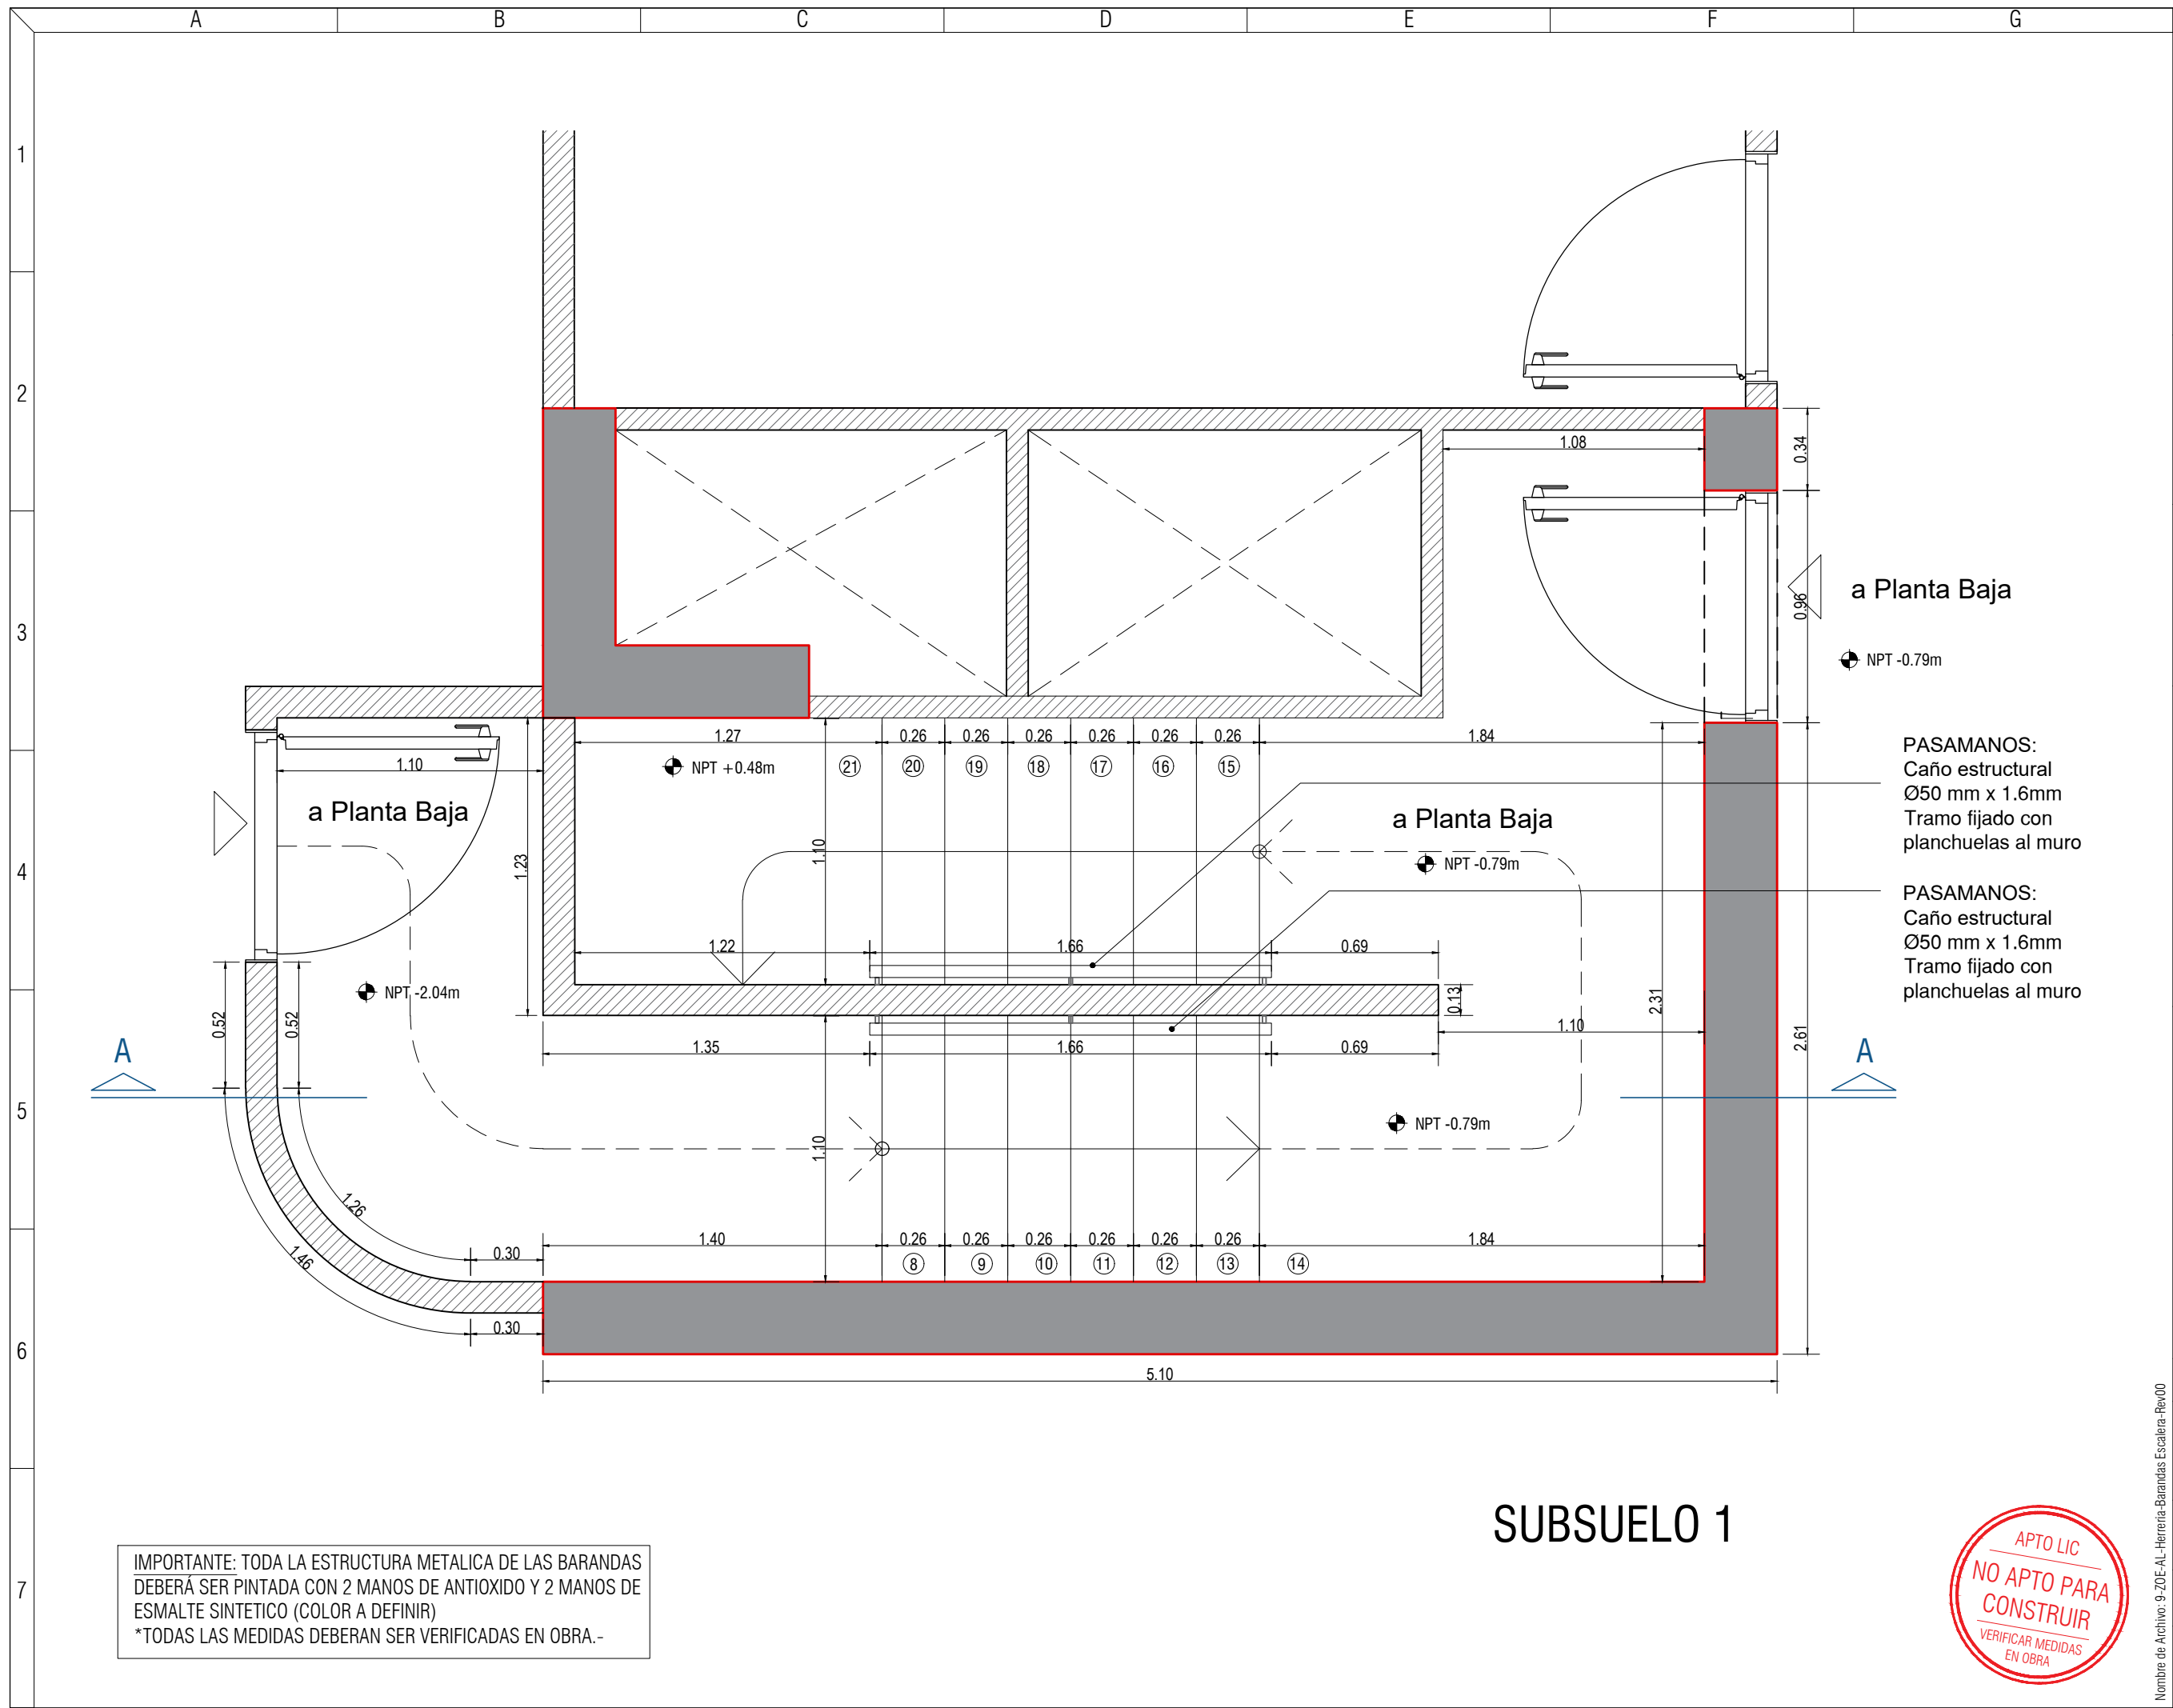 A B C D E F G
1
2
3
4
5
6
7
1.08
0.34
0.96
a Planta Baja
NPT -0.79m
1.27 0.26 0.26 0.26 0.26 0.26 0.26 1.84
NPT +0.48m
21 20 19 18 17 16 15
1.10
a Planta Baja
1.23
1.10
a Planta Baja
NPT -0.79m
PASAMANOS:
Caño estructural
Ø50 mm x 1.6mm
Tramo fijado con
planchuelas al muro
PASAMANOS:
Caño estructural
Ø50 mm x 1.6mm
Tramo fijado con
planchuelas al muro
1.22 1.66 0.69
NPT -2.04m
0.52 0.52
0.13
2.31
2.61
1.10
1.35 1.66 0.69
A
A
NPT -0.79m
1.10
1.26
1.46
0.30
1.40 0.26 0.26 0.26 0.26 0.26 0.26 1.84
8 9 10 11 12 13 14
0.30
5.10
SUBSUELO 1
IMPORTANTE: TODA LA ESTRUCTURA METALICA DE LAS BARANDAS
DEBERÁ SER PINTADA CON 2 MANOS DE ANTIOXIDO Y 2 MANOS DE
ESMALTE SINTETICO (COLOR A DEFINIR)
*TODAS LAS MEDIDAS DEBERAN SER VERIFICADAS EN OBRA.-
APTO LIC
NO APTO PARA
CONSTRUIR
VERIFICAR MEDIDAS
EN OBRA
Nombre de Archivo: 9-ZOE-AL-Herrería-Barandas Escalera-Rev00